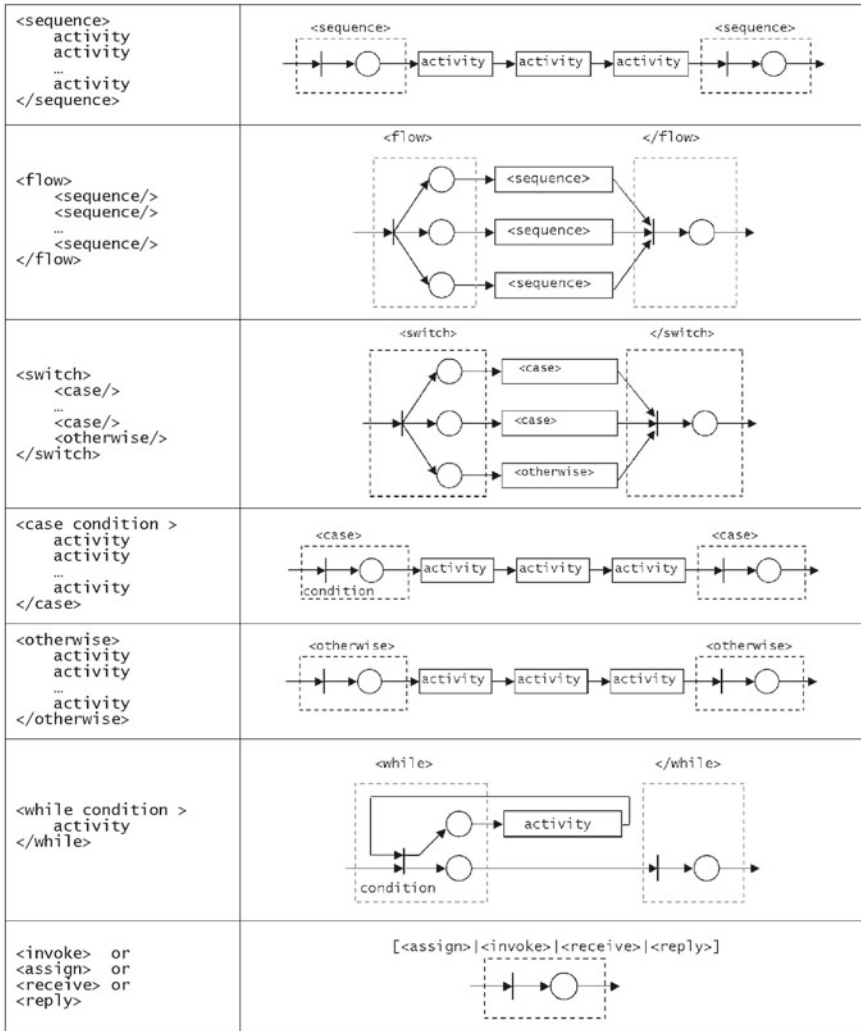 <sequence>
activity
activity
…
activity
</sequence>
<sequence>
</sequence>
activity
activity
activity
<flow>
<sequence/>
<sequence/>
…
<sequence/>
</flow>
<flow>
</flow>
<sequence>
<sequence>
<sequence>
<switch>
<case/>
…
<case/>
<otherwise/>
</switch>
<switch>
</switch>
<case>
<case>
<otherwise>
<case condition >
activity
activity
…
activity
</case>
<case>
<case>
activity
activity
activity
condition
<otherwise>
activity
activity
…
activity
</otherwise>
<otherwise>
<otherwise>
activity
activity
activity
<while condition >
activity
</while>
<while>
</while>
activity
condition
<invoke> or
<assign> or
<receive> or
<reply>
[<assign>|<invoke>|<receive>|<reply>]